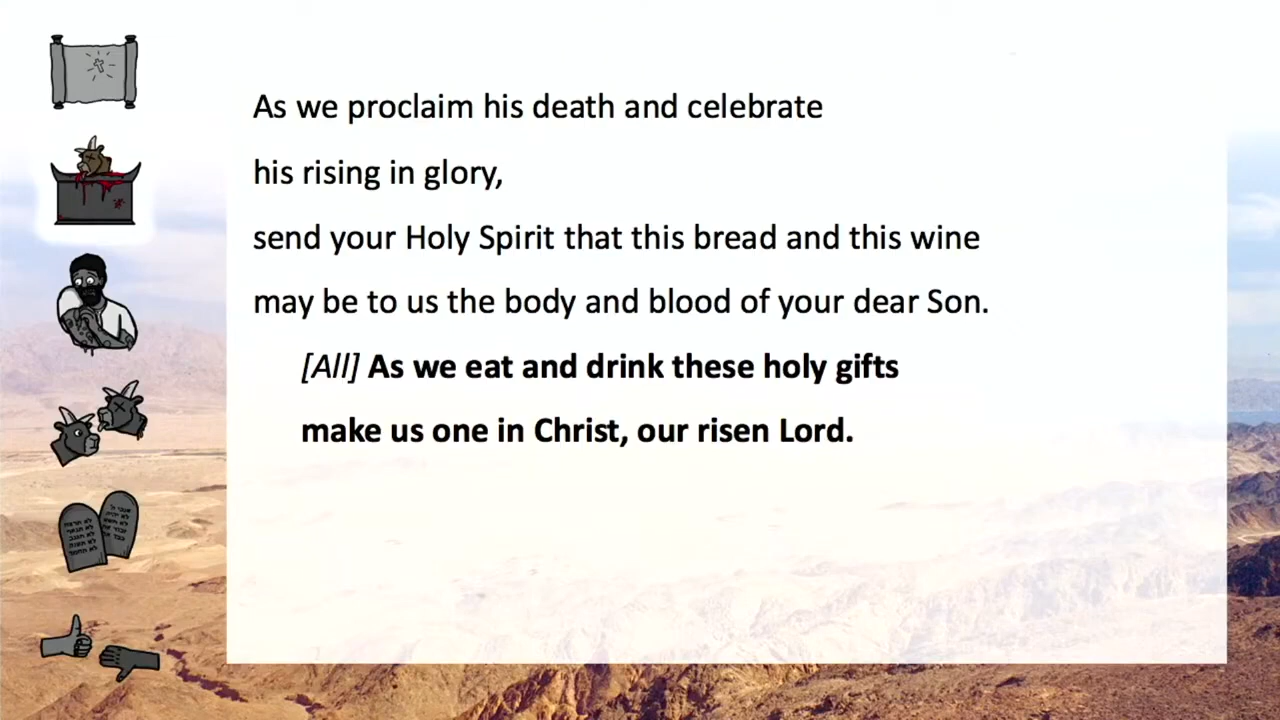 As we proclaim his death and celebrate
his rising in glory,
send your Holy Spirit that this bread and this wine
may be to us the body and blood of your dear Son.
[All] As we eat and drink these holy gifts
make us one in Christ, our risen Lord.